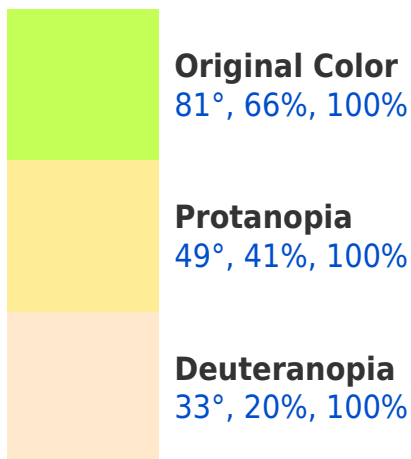 Original Color
81°, 66%, 100%
Protanopia
49°, 41%, 100%
Deuteranopia
33°, 20%, 100%